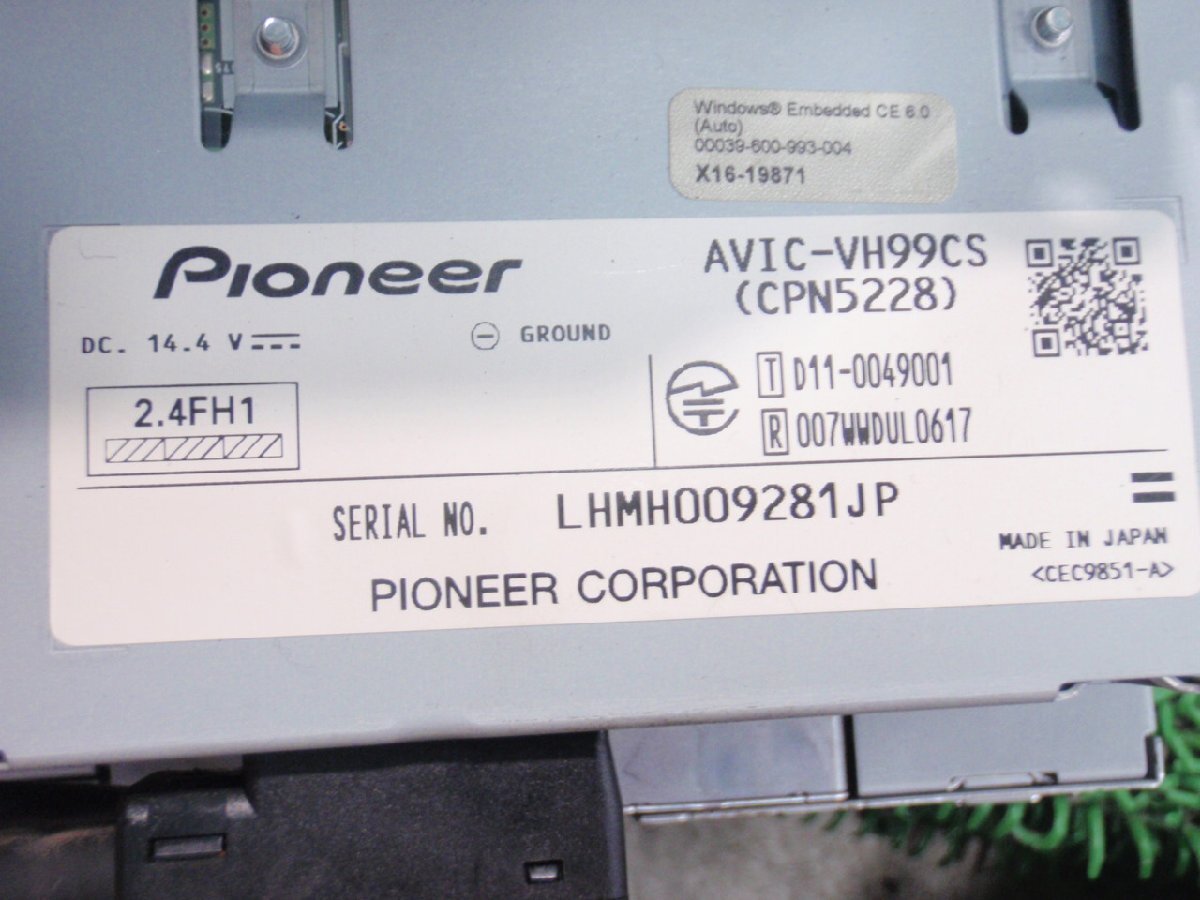 Windows® Embedded CE 6.0
(Auto)
00039-600-993-004
X16-19871
Pioneer
AVIC-VH99CS
(CPN5228)
DC. 14.4 V
⊖ GROUND
2.4FH1
T D11-0049001
R 007WWDUL0617
SERIAL NO. LHMH009281JP
MADE IN JAPAN
PIONEER CORPORATION
<CEC9851-A>